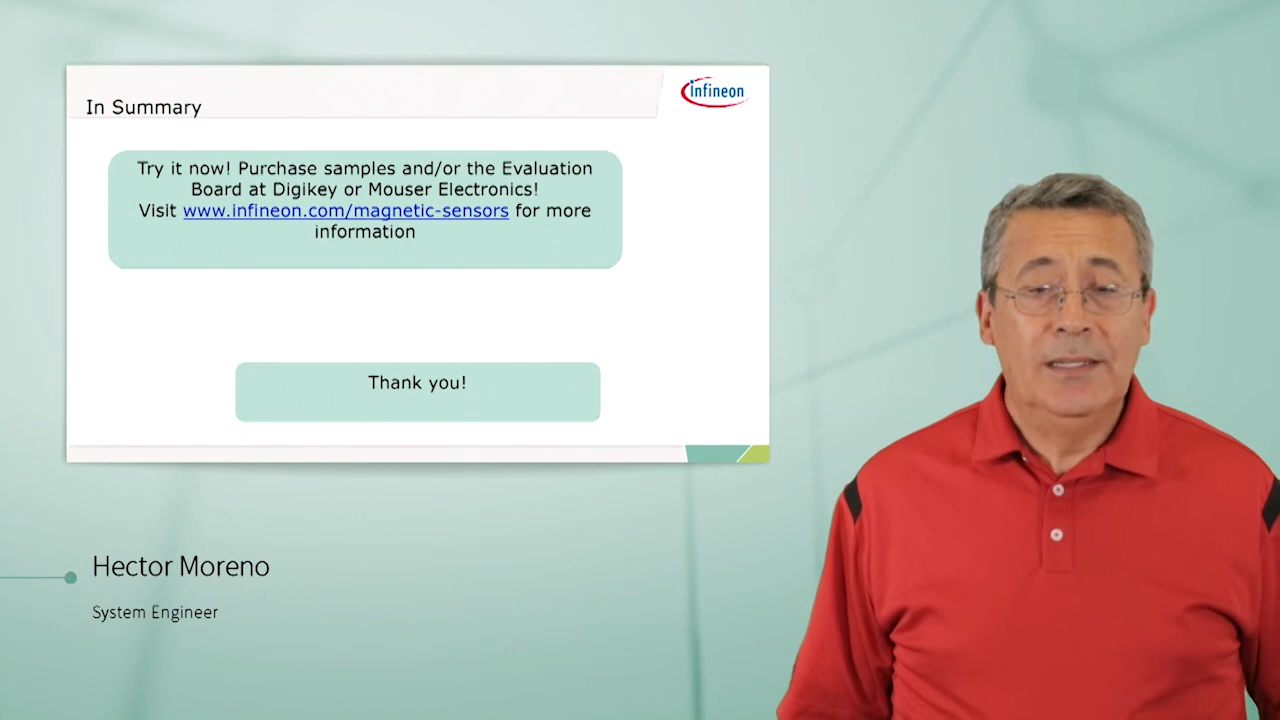 In Summary
infineon
Try it now! Purchase samples and/or the Evaluation
Board at Digikey or Mouser Electronics!
Visit www.infineon.com/magnetic-sensors for more
information
Thank you!
Hector Moreno
System Engineer